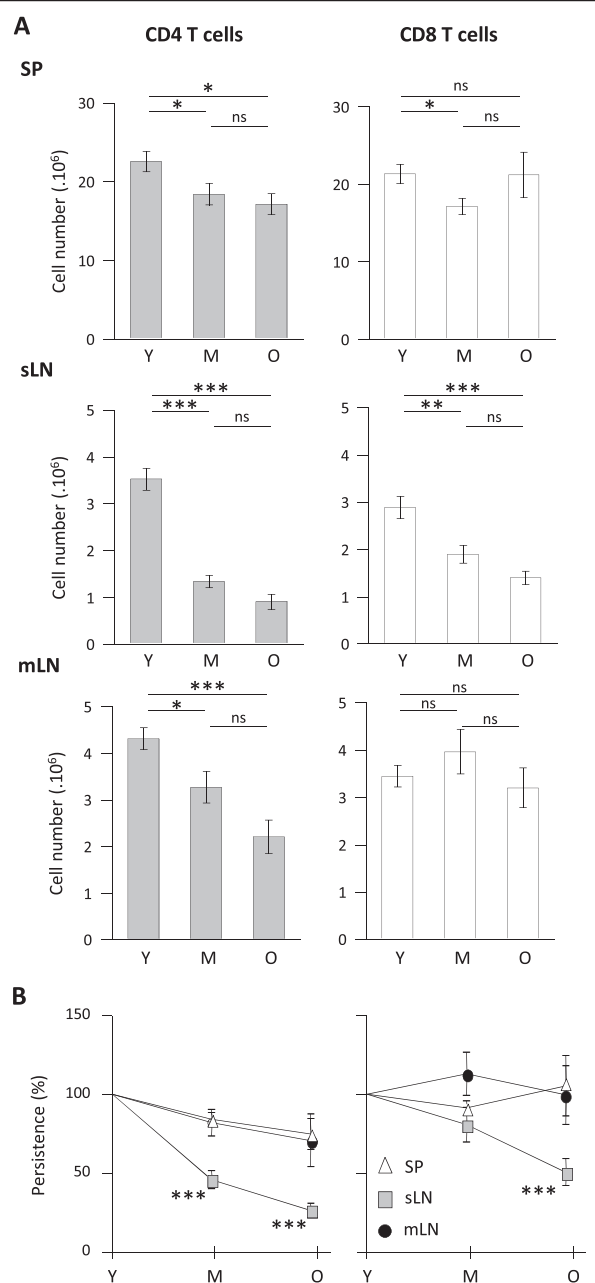 A
CD4 T cells CD8 T cells
SP
Cell number (.10⁶)
30
20
10
0
*
*
ns
Y M O
30
20
10
0
ns
*
ns
Y M O
sLN
Cell number (.10⁶)
5
4
3
2
1
0
***
***
ns
Y M O
5
4
3
2
1
0
***
**
ns
Y M O
mLN
Cell number (.10⁶)
5
4
3
2
1
0
***
*
ns
Y M O
5
4
3
2
1
0
ns
ns
ns
Y M O
B
Persistence (%)
150
100
50
0
***
***
Y M O
SP
sLN
mLN
***
Y M O